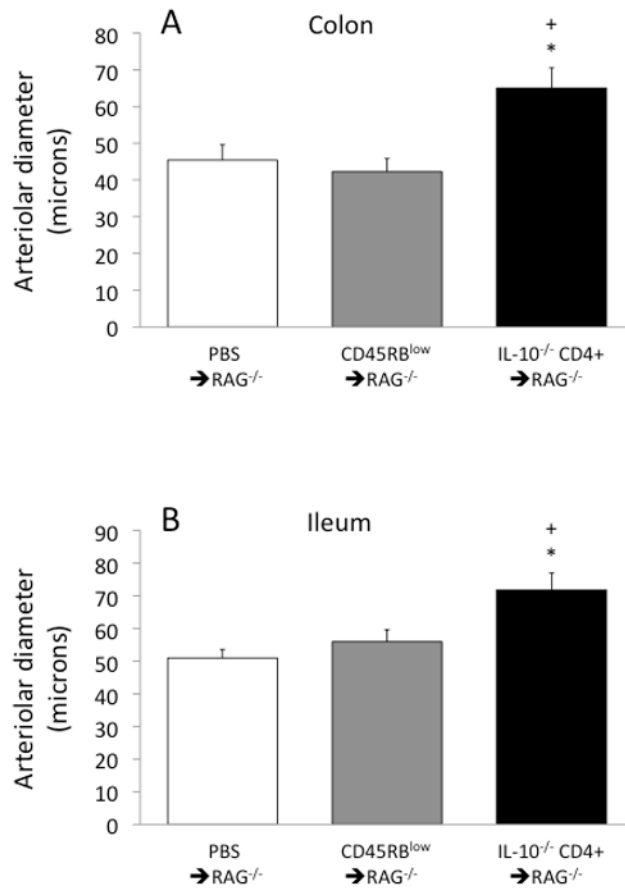 A Colon
Arteriolar diameter
(microns)
80
70
60
50
40
30
20
10
0
+
*
PBS
➔RAG-/-
CD45RBlow
➔RAG-/-
IL-10-/- CD4+
➔RAG-/-
B Ileum
Arteriolar diameter
(microns)
90
80
70
60
50
40
30
20
10
0
+
*
PBS
➔RAG-/-
CD45RBlow
➔RAG-/-
IL-10-/- CD4+
➔RAG-/-